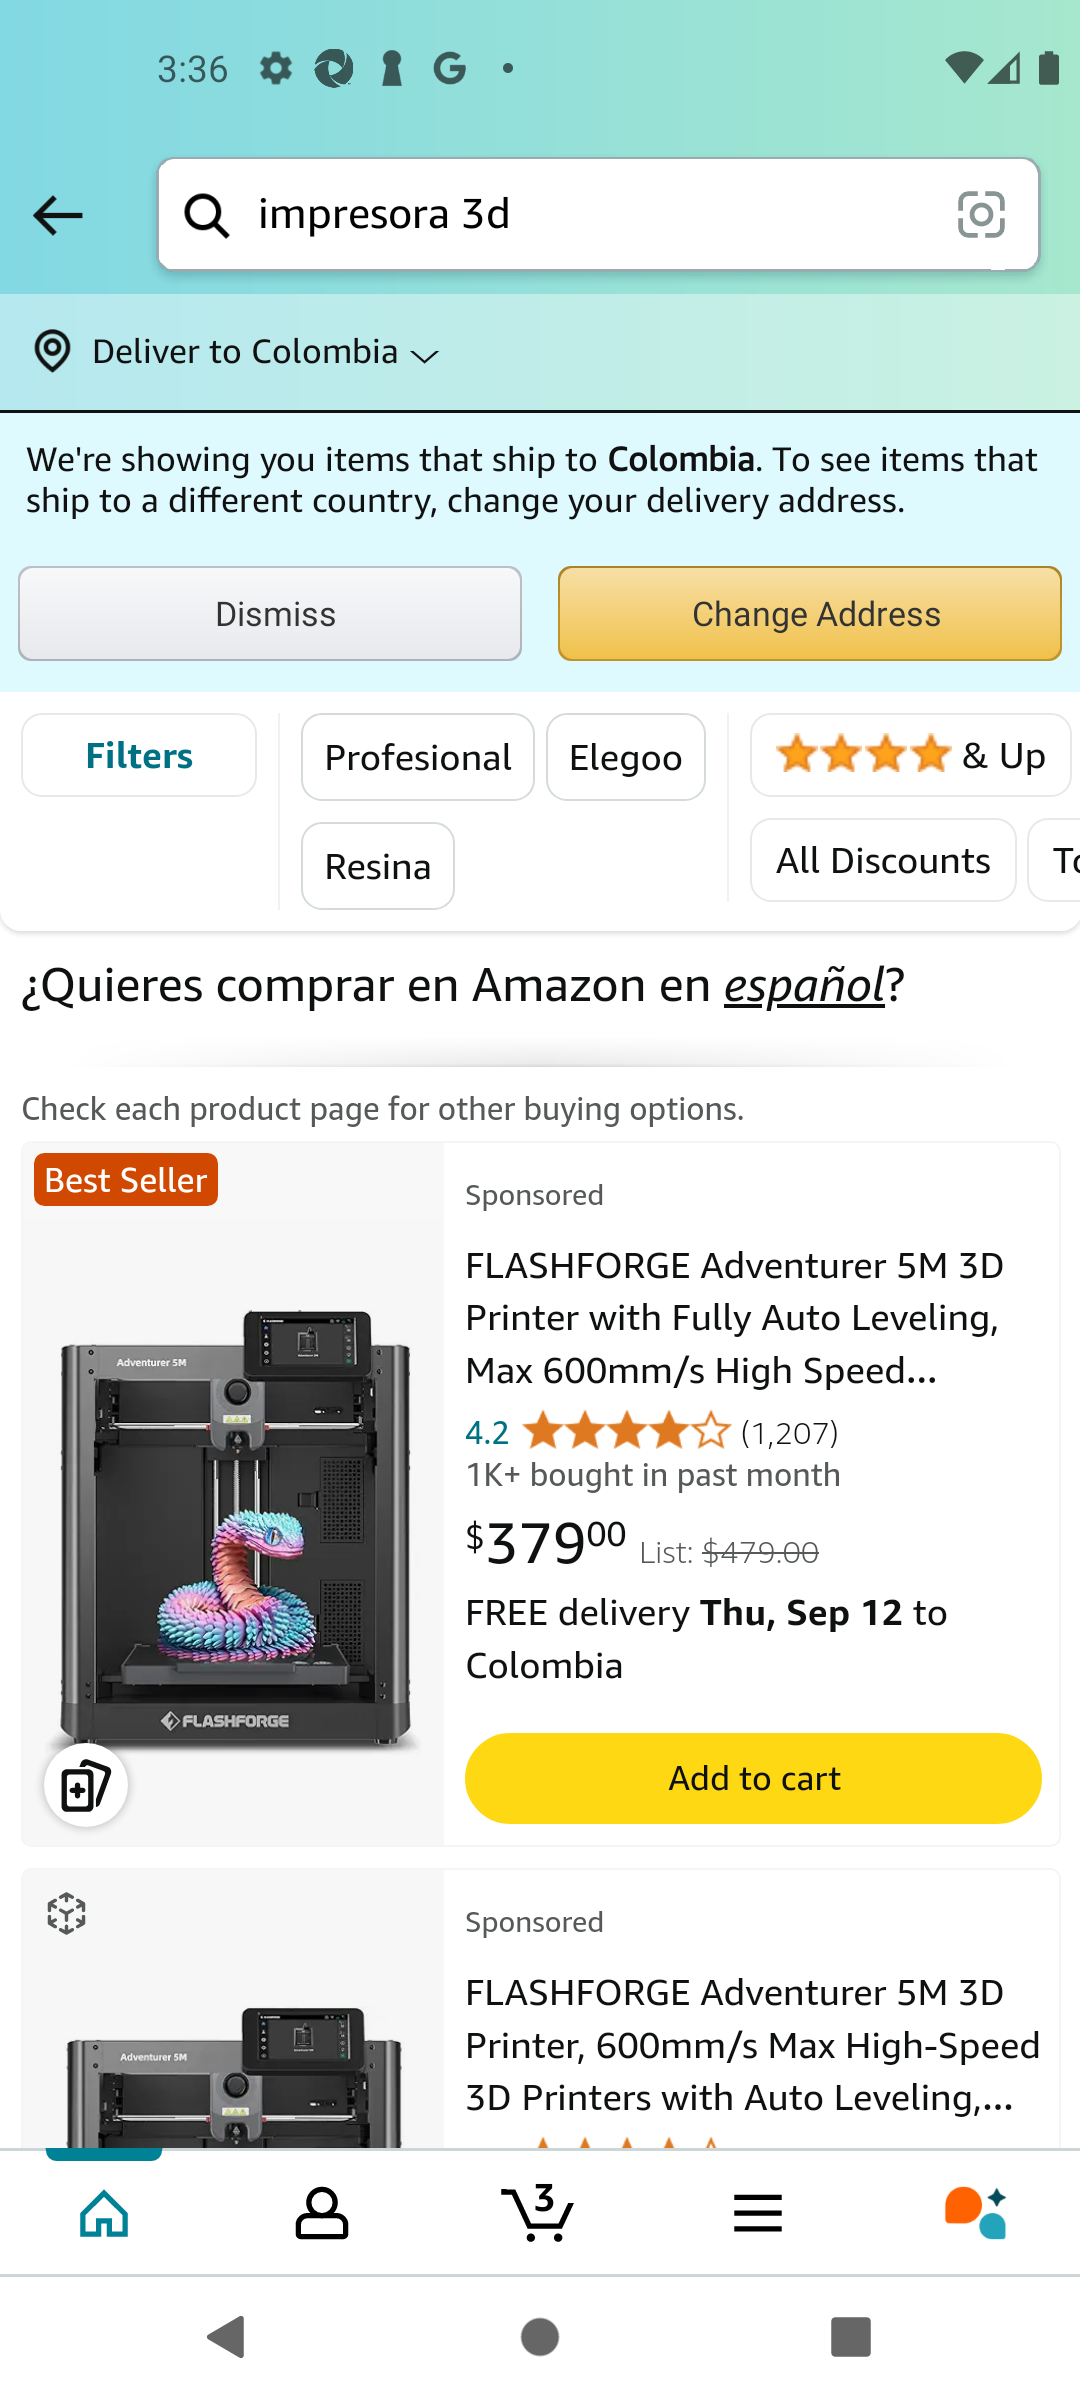 3:36
impresora 3d
Deliver to Colombia
We're showing you items that ship to Colombia. To see items that
ship to a different country, change your delivery address.
Dismiss
Change Address
Filters
Profesional
Elegoo
& Up
Resina
All Discounts
¿Quieres comprar en Amazon en español?
Check each product page for other buying options.
Best Seller
Sponsored
FLASHFORGE Adventurer 5M 3D
Printer with Fully Auto Leveling,
Max 600mm/s High Speed...
4.2 (1,207)
1K+ bought in past month
$37900 List: $479.00
FREE delivery Thu, Sep 12 to
Colombia
Add to cart
Adventurer 5M
FLASHFORGE
Sponsored
FLASHFORGE Adventurer 5M 3D
Printer, 600mm/s Max High-Speed
3D Printers with Auto Leveling,...
Adventurer 5M
3